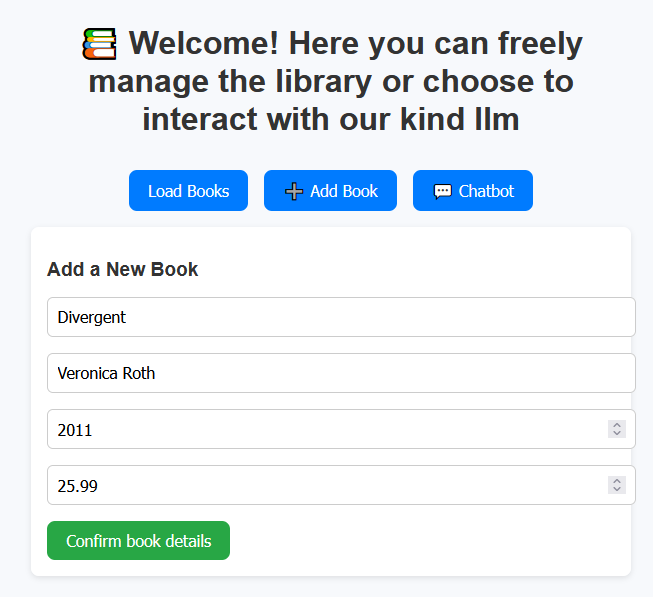 📚 Welcome! Here you can freely
manage the library or choose to
interact with our kind llm
Load Books
➕ Add Book
💬 Chatbot
Add a New Book
Divergent
Veronica Roth
2011
25.99
Confirm book details